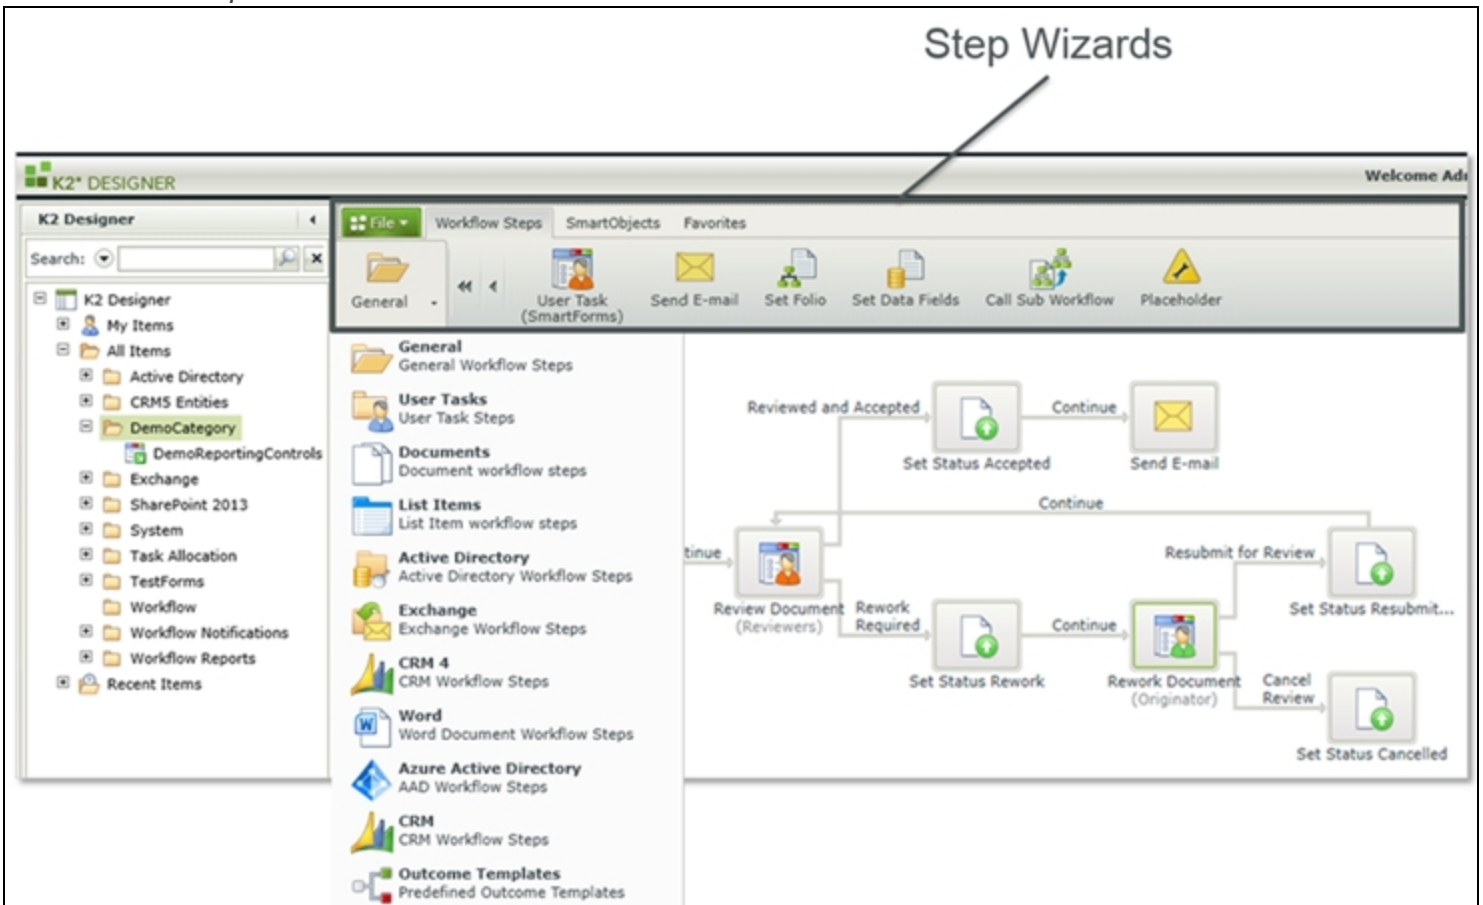 Step Wizards
K2* DESIGNER
Welcome Adı
K2 Designer
Search:
K2 Designer
My Items
All Items
Active Directory
CRM5 Entities
DemoCategory
DemoReportingControls
Exchange
SharePoint 2013
System
Task Allocation
TestForms
Workflow
Workflow Notifications
Workflow Reports
Recent Items
File
Workflow Steps
SmartObjects
Favorites
General
User Task
(SmartForms)
Send E-mail
Set Folio
Set Data Fields
Call Sub Workflow
Placeholder
General
General Workflow Steps
User Tasks
User Task Steps
Documents
Document workflow steps
List Items
List Item workflow steps
Active Directory
Active Directory Workflow Steps
Exchange
Exchange Workflow Steps
CRM 4
CRM Workflow Steps
Word
Word Document Workflow Steps
Azure Active Directory
AAD Workflow Steps
CRM
CRM Workflow Steps
Outcome Templates
Predefined Outcome Templates
Reviewed and Accepted
Continue
Set Status Accepted
Send E-mail
Continue
tinue
Resubmit for Review
Review Document
(Reviewers)
Rework
Required
Continue
Set Status Resubmit...
Set Status Rework
Rework Document
(Originator)
Cancel
Review
Set Status Cancelled